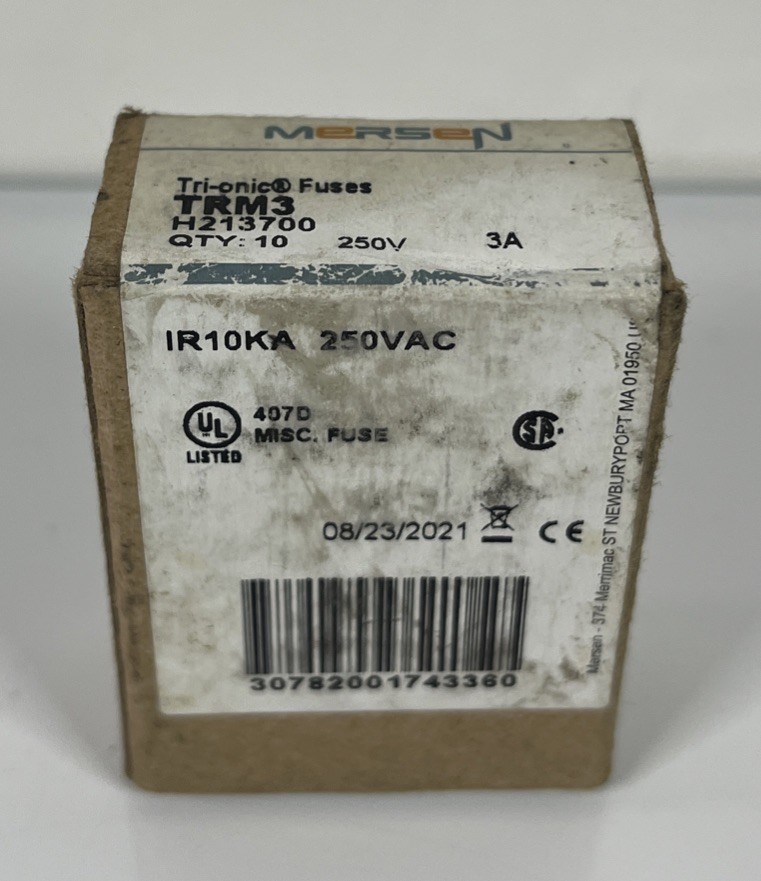 MERSEN
Tri-onic® Fuses
TRM3
H213700
QTY: 10 250V 3A
IR10KA 250VAC
UL
LISTED
407D
MISC. FUSE
SA
08/23/2021 CE
30782001743360
Mersen - 374 Merrimac ST NEWBURYPORT MA 01950